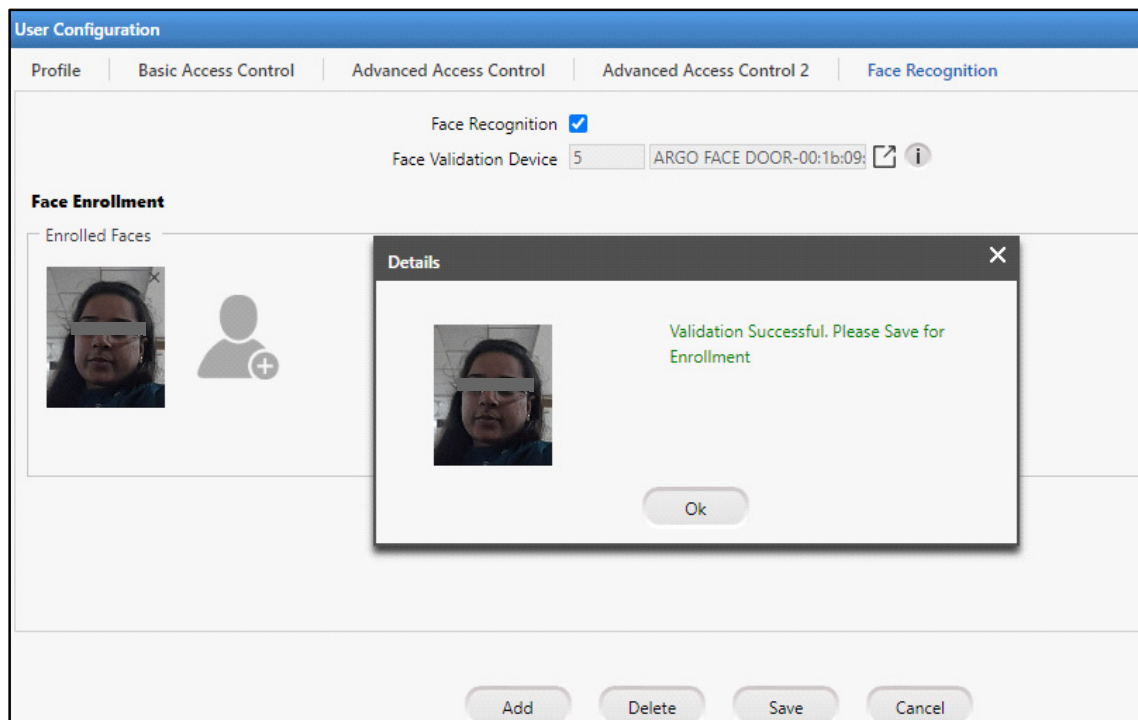 User Configuration
Profile Basic Access Control Advanced Access Control Advanced Access Control 2 Face Recognition
Face Recognition
Face Validation Device 5 ARGO FACE DOOR-00:1b:09:
Face Enrollment
Enrolled Faces
Details
Validation Successful. Please Save for
Enrollment
Ok
Add Delete Save Cancel